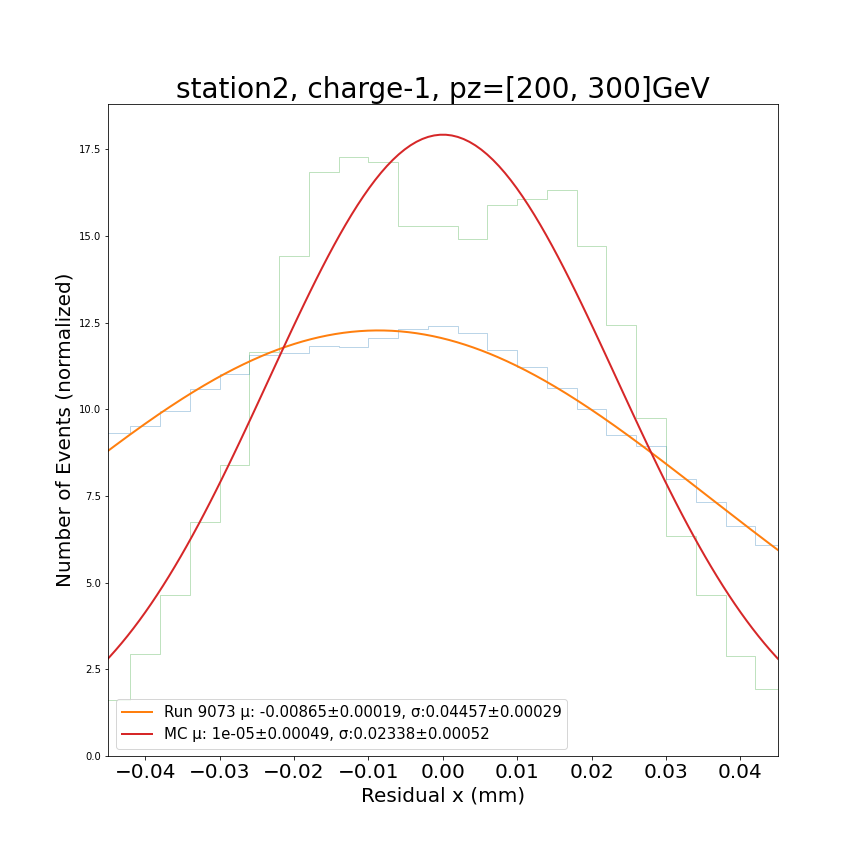 station2, charge-1, pz=[200, 300]GeV
Number of Events (normalized)
17.5
15.0
12.5
10.0
7.5
5.0
2.5
0.0
Run 9073 μ: -0.00865±0.00019, σ:0.04457±0.00029
MC μ: 1e-05±0.00049, σ:0.02338±0.00052
−0.04 −0.03 −0.02 −0.01 0.00 0.01 0.02 0.03 0.04
Residual x (mm)